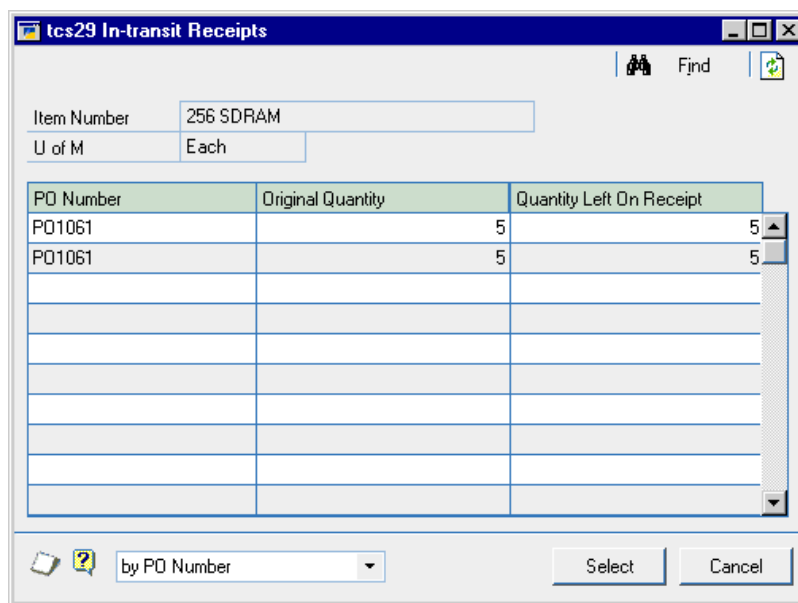 tcs29 In-transit Receipts
Find
Item Number 256 SDRAM
U of M Each
PO Number Original Quantity Quantity Left On Receipt
PO1061 5 5
PO1061 5 5
by PO Number Select Cancel